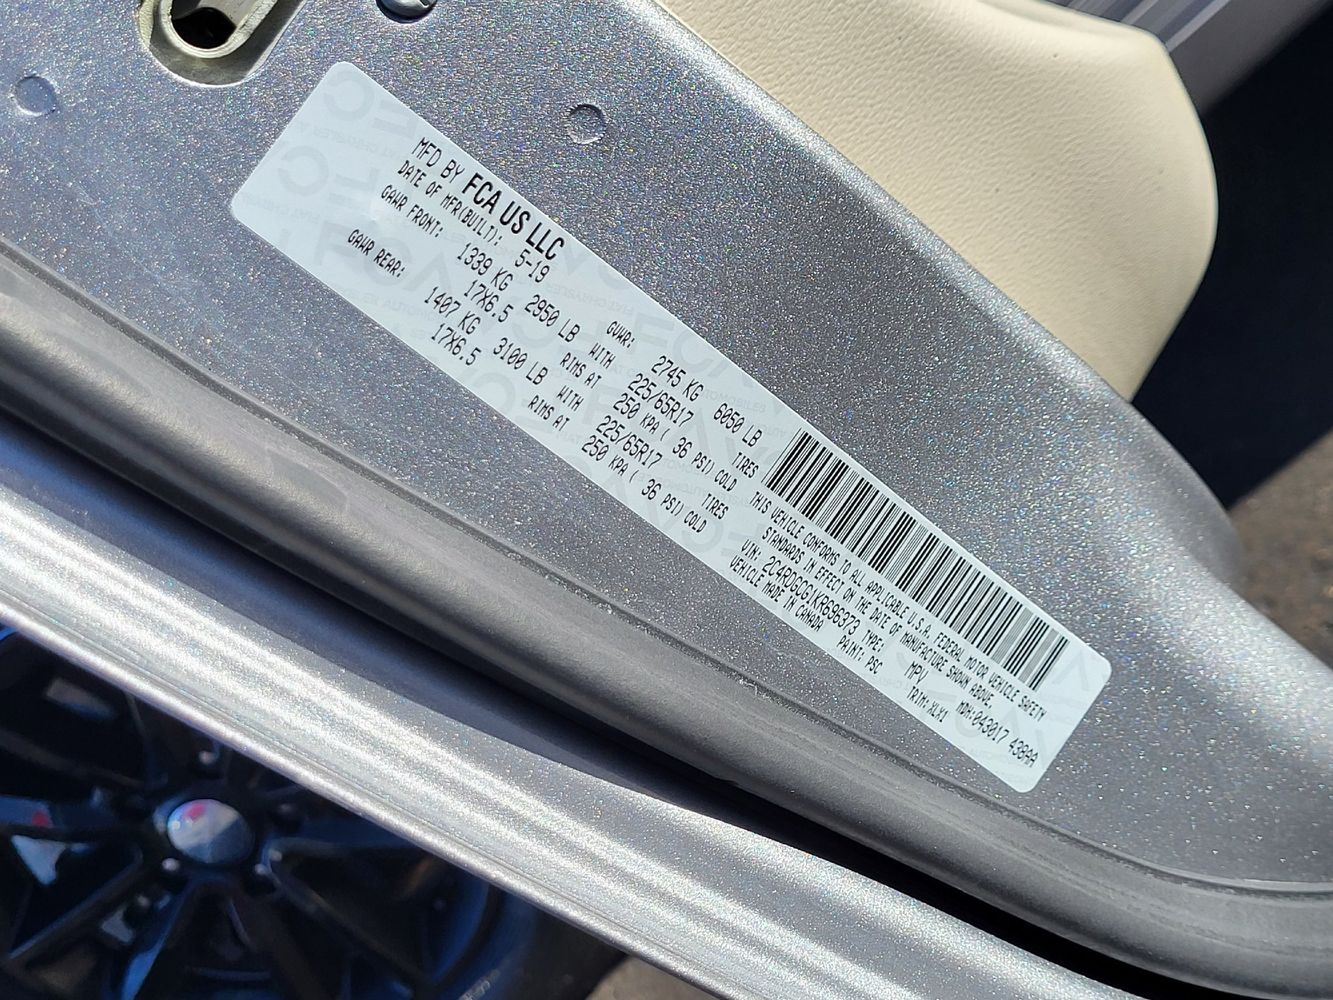 MFD BY FCA US LLC
DATE OF MFR(BUILT): 5-19 GVWR: 2745 KG 6050 LB
GAWR FRONT: 1339 KG 2950 LB WITH 225/65R17 TIRES
17X6.5 RIMS AT 250 KPA( 36 PSI) COLD
GAWR REAR: 1407 KG 3100 LB WITH 225/65R17 TIRES
17X6.5 RIMS AT 250 KPA( 36 PSI) COLD
THIS VEHICLE CONFORMS TO ALL APPLICABLE U.S.A. FEDERAL MOTOR VEHICLE SAFETY
STANDARDS IN EFFECT ON THE DATE OF MANUFACTURE SHOWN ABOVE.
VIN: 2C4RDGCG1KR696373 TYPE: MPV MDH:043017 438AA
VEHICLE MADE IN CANADA PAINT: PSC TRIM:XLX1